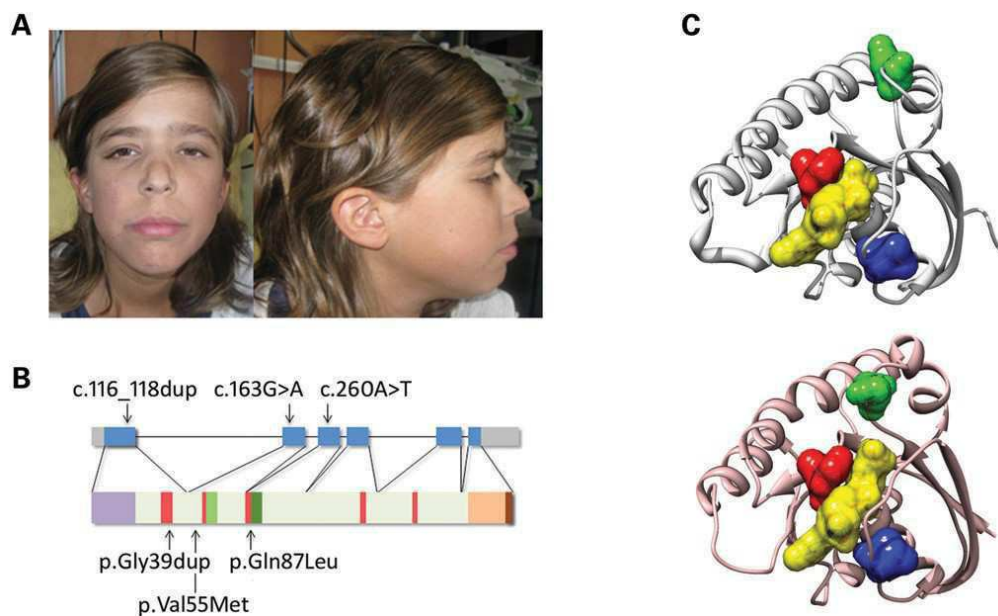 A
C
B
c.116_118dup
c.163G>A
c.260A>T
p.Gly39dup
p.Gln87Leu
p.Val55Met